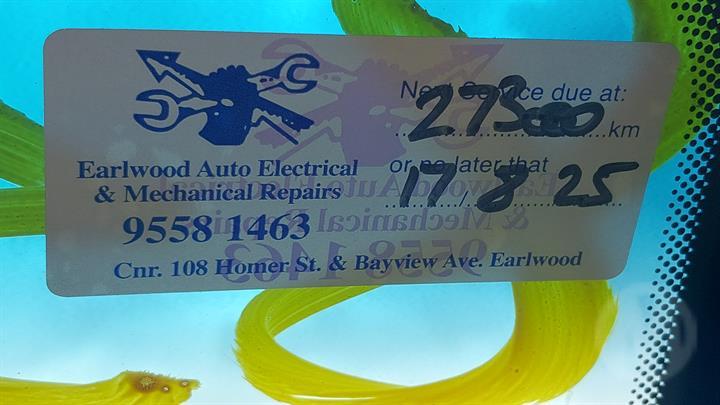 Next Service due at:
273000 km
or no later that
17/8/25
Earlwood Auto Electrical
& Mechanical Repairs
9558 1463
Cnr. 108 Homer St. & Bayview Ave. Earlwood